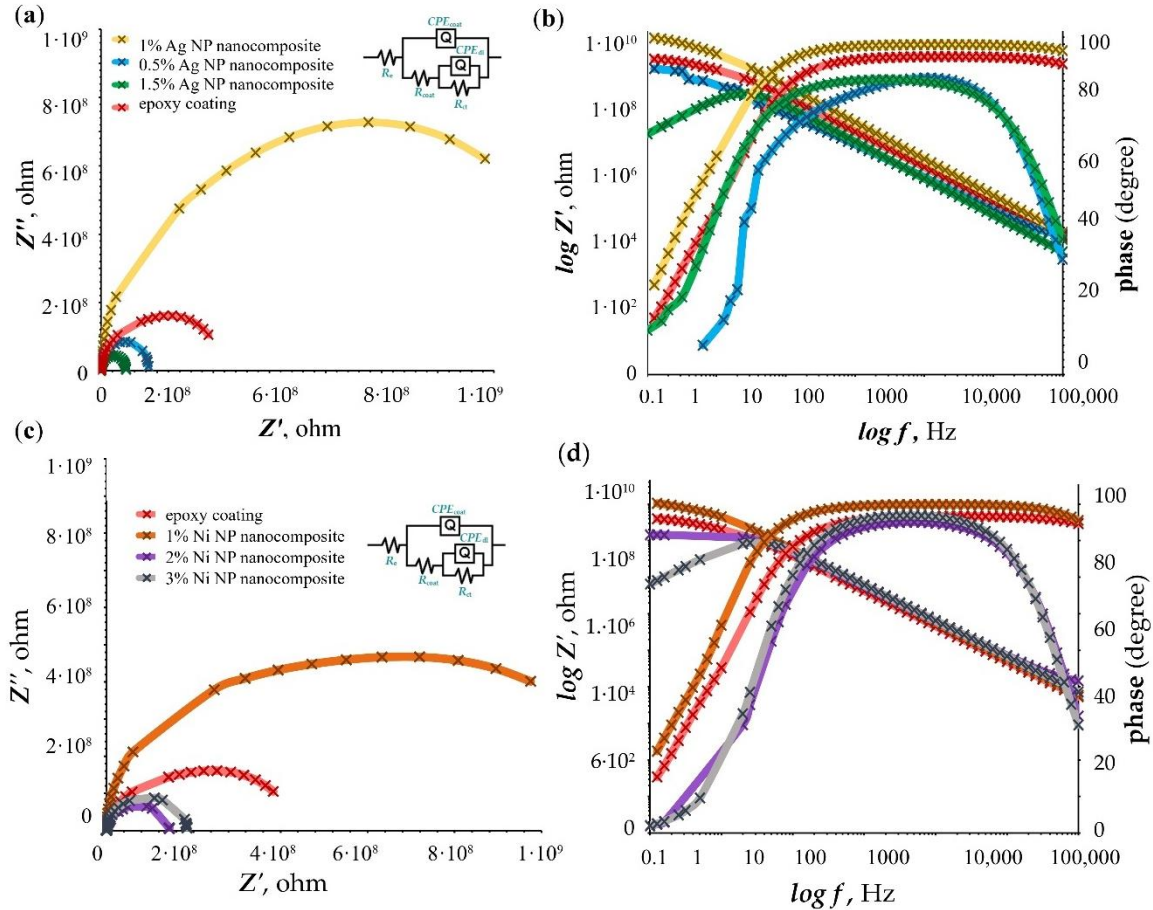 (a)
1·10⁹
8·10⁸
6·10⁸
4·10⁸
2·10⁸
0
Z'', ohm
1% Ag NP nanocomposite
0.5% Ag NP nanocomposite
1.5% Ag NP nanocomposite
epoxy coating
CPEcoat
Q
CPEdl
Q
Re
Rcoat
Rct
0 2·10⁸ 6·10⁸ 8·10⁸ 1·10⁹
Z', ohm
(b)
1·10¹⁰
1·10⁸
1·10⁶
1·10⁴
1·10²
0
log Z', ohm
100
80
60
40
20
0
phase (degree)
0.1 1 10 100 1000 10,000 100,000
log f, Hz
(c)
1·10⁹
8·10⁸
6·10⁸
4·10⁸
2·10⁸
0
Z'', ohm
epoxy coating
1% Ni NP nanocomposite
2% Ni NP nanocomposite
3% Ni NP nanocomposite
CPEcoat
Q
CPEdl
Q
Re
Rcoat
Rct
0 2·10⁸ 4·10⁸ 6·10⁸ 8·10⁸ 1·10⁹
Z', ohm
(d)
1·10¹⁰
1·10⁸
1.·10⁶
1·10⁴
6·10²
0
log Z', ohm
100
80
60
40
20
0
phase (degree)
0.1 1 10 100 1000 10,000 100,000
log f, Hz